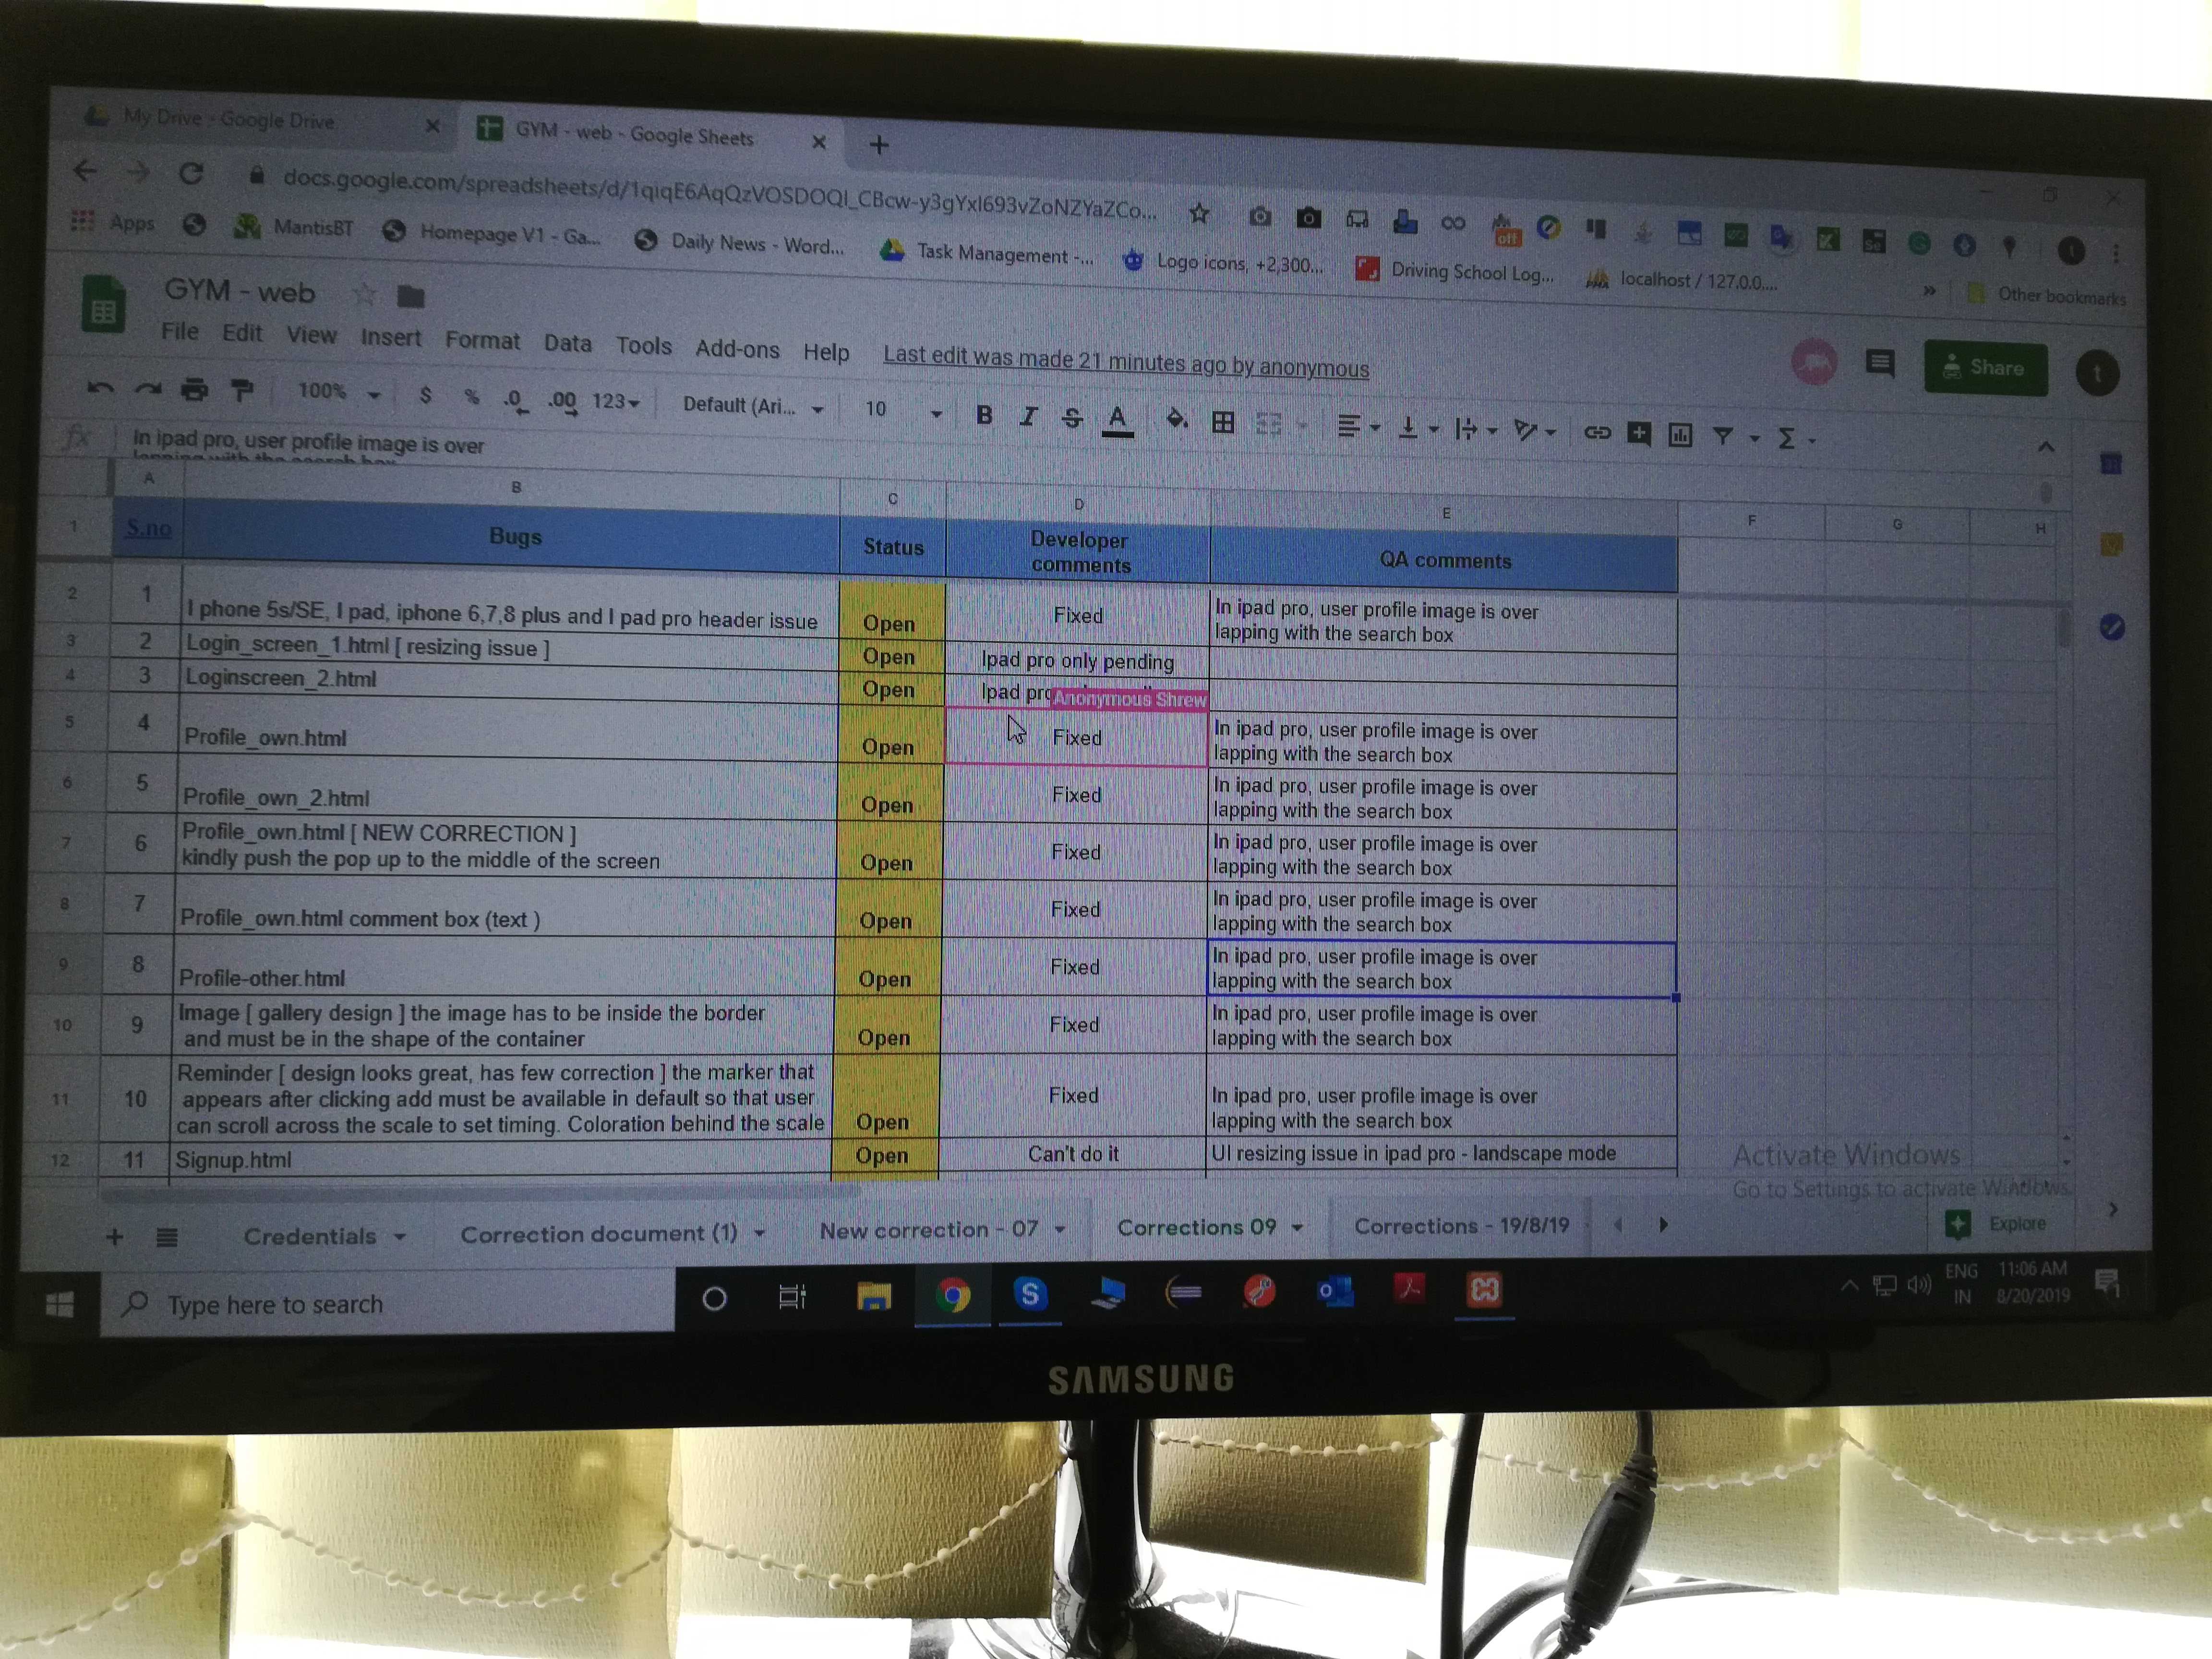 My Drive - Google Drive
GYM - web - Google Sheets
docs.google.com/spreadsheets/d/1qiqE6AqQzVOSDOQI_CBcw-y3gYxI693vZoNZYaZCo...
Apps
MantisBT
Homepage V1 - Ga...
Daily News - Word...
Task Management -...
Logo icons, +2,300...
Driving School Log...
localhost / 127.0.0....
» Other bookmarks
off
Se
GYM - web
File Edit View Insert Format Data Tools Add-ons Help Last edit was made 21 minutes ago by anonymous
Share
t
100% $ % .0 .00 123 Default (Ari... 10 B I S A
fx In ipad pro, user profile image is over
lapping with the search box
A B C D E F G H
1 S.no Bugs Status Developer comments QA comments
2 1 I phone 5s/SE, I pad, iphone 6,7,8 plus and I pad pro header issue Open Fixed In ipad pro, user profile image is over
lapping with the search box
3 2 Login_screen_1.html [ resizing issue ] Open Ipad pro only pending
4 3 Loginscreen_2.html Open Ipad pro
Anonymous Shrew
5 4 Profile_own.html Open Fixed In ipad pro, user profile image is over
lapping with the search box
6 5 Profile_own_2.html Open Fixed In ipad pro, user profile image is over
lapping with the search box
7 6 Profile_own.html [ NEW CORRECTION ]
kindly push the pop up to the middle of the screen Open Fixed In ipad pro, user profile image is over
lapping with the search box
8 7 Profile_own.html comment box (text ) Open Fixed In ipad pro, user profile image is over
lapping with the search box
9 8 Profile-other.html Open Fixed In ipad pro, user profile image is over
lapping with the search box
10 9 Image [ gallery design ] the image has to be inside the border
and must be in the shape of the container Open Fixed In ipad pro, user profile image is over
lapping with the search box
11 10 Reminder [ design looks great, has few correction ] the marker that
appears after clicking add must be available in default so that user
can scroll across the scale to set timing. Coloration behind the scale Open Fixed In ipad pro, user profile image is over
lapping with the search box
12 11 Signup.html Open Can't do it UI resizing issue in ipad pro - landscape mode
Activate Windows
Go to Settings to activate Windows.
Credentials
Correction document (1)
New correction - 07
Corrections 09
Corrections - 19/8/19
Explore
Type here to search
ENG
IN
11:06 AM
8/20/2019
SAMSUNG